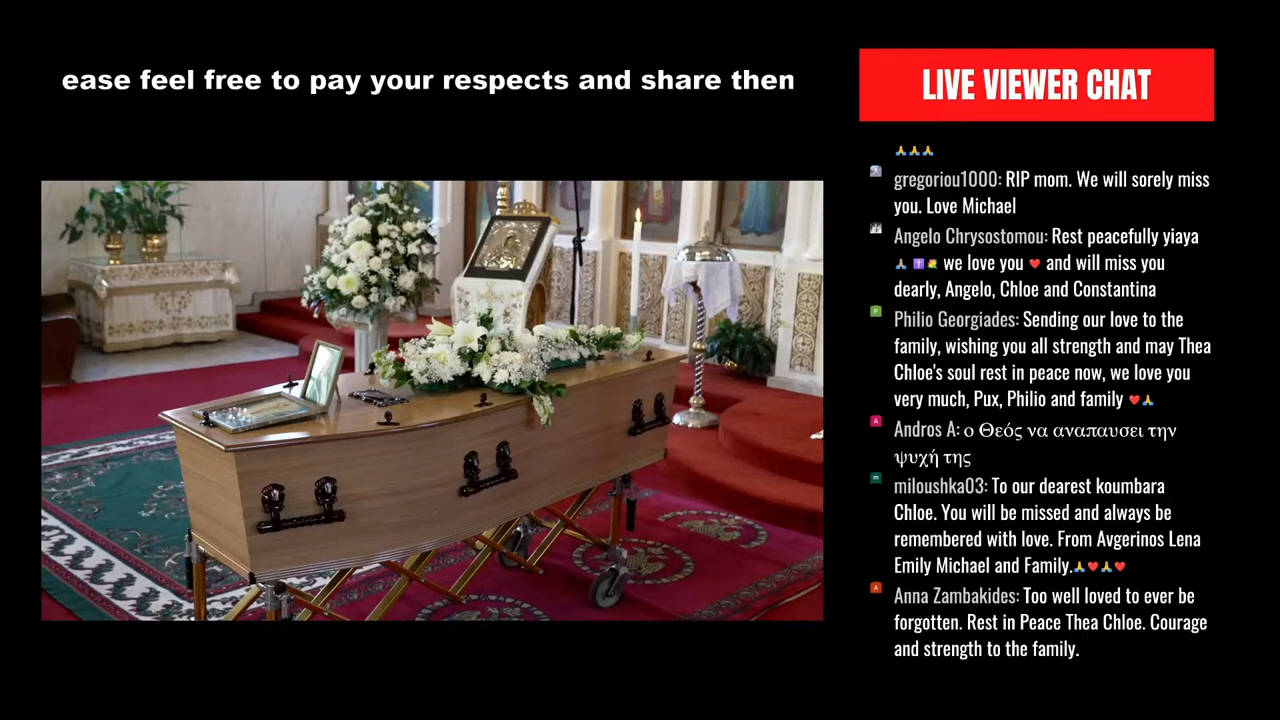 ease feel free to pay your respects and share then
LIVE VIEWER CHAT
🙏🙏🙏
gregoriou1000: RIP mom. We will sorely miss
you. Love Michael
Angelo Chrysostomou: Rest peacefully yiaya
🙏✝️💐 we love you ❤️ and will miss you
dearly, Angelo, Chloe and Constantina
Philio Georgiades: Sending our love to the
family, wishing you all strength and may Thea
Chloe's soul rest in peace now, we love you
very much, Pux, Philio and family ❤️🙏
Andros A: ο Θεός να αναπαυσει την
ψυχή της
miloushka03: To our dearest koumbara
Chloe. You will be missed and always be
remembered with love. From Avgerinos Lena
Emily Michael and Family.🙏❤️🙏❤️
Anna Zambakides: Too well loved to ever be
forgotten. Rest in Peace Thea Chloe. Courage
and strength to the family.